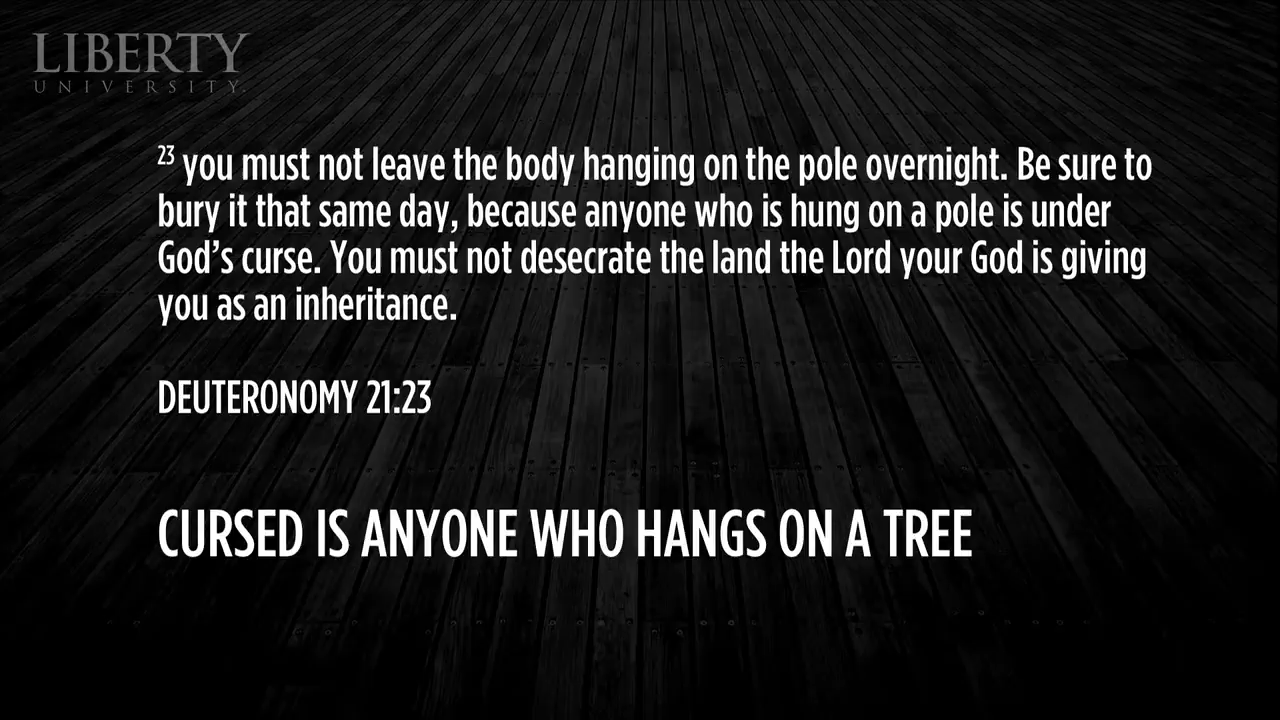 LIBERTY
UNIVERSITY.
23 you must not leave the body hanging on the pole overnight. Be sure to
bury it that same day, because anyone who is hung on a pole is under
God’s curse. You must not desecrate the land the Lord your God is giving
you as an inheritance.
DEUTERONOMY 21:23
CURSED IS ANYONE WHO HANGS ON A TREE